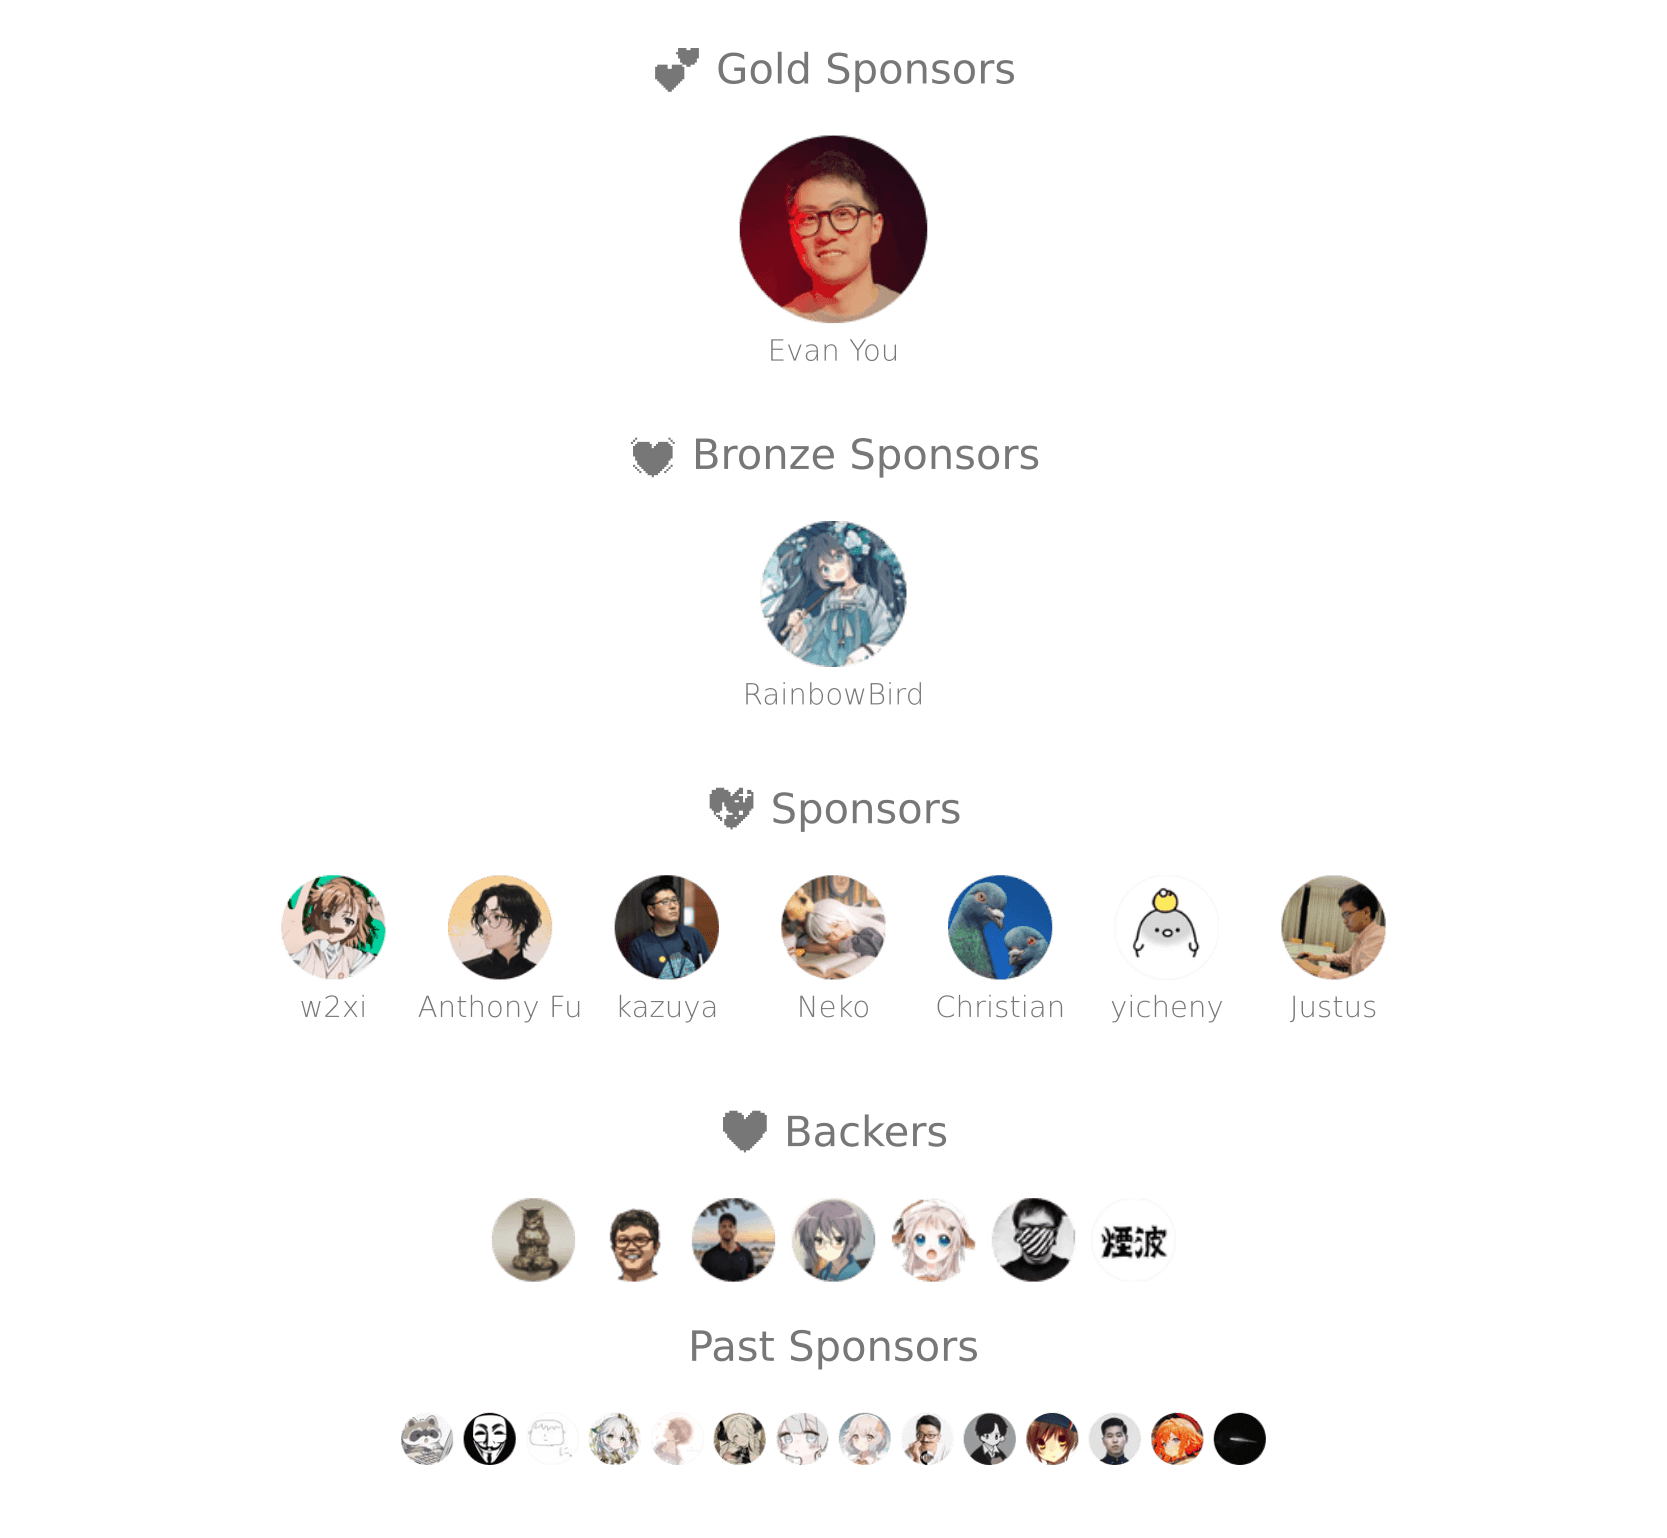 Gold Sponsors
Evan You
Bronze Sponsors
RainbowBird
Sponsors
w2xi Anthony Fu kazuya Neko Christian yicheny Justus
Backers
煙波
Past Sponsors